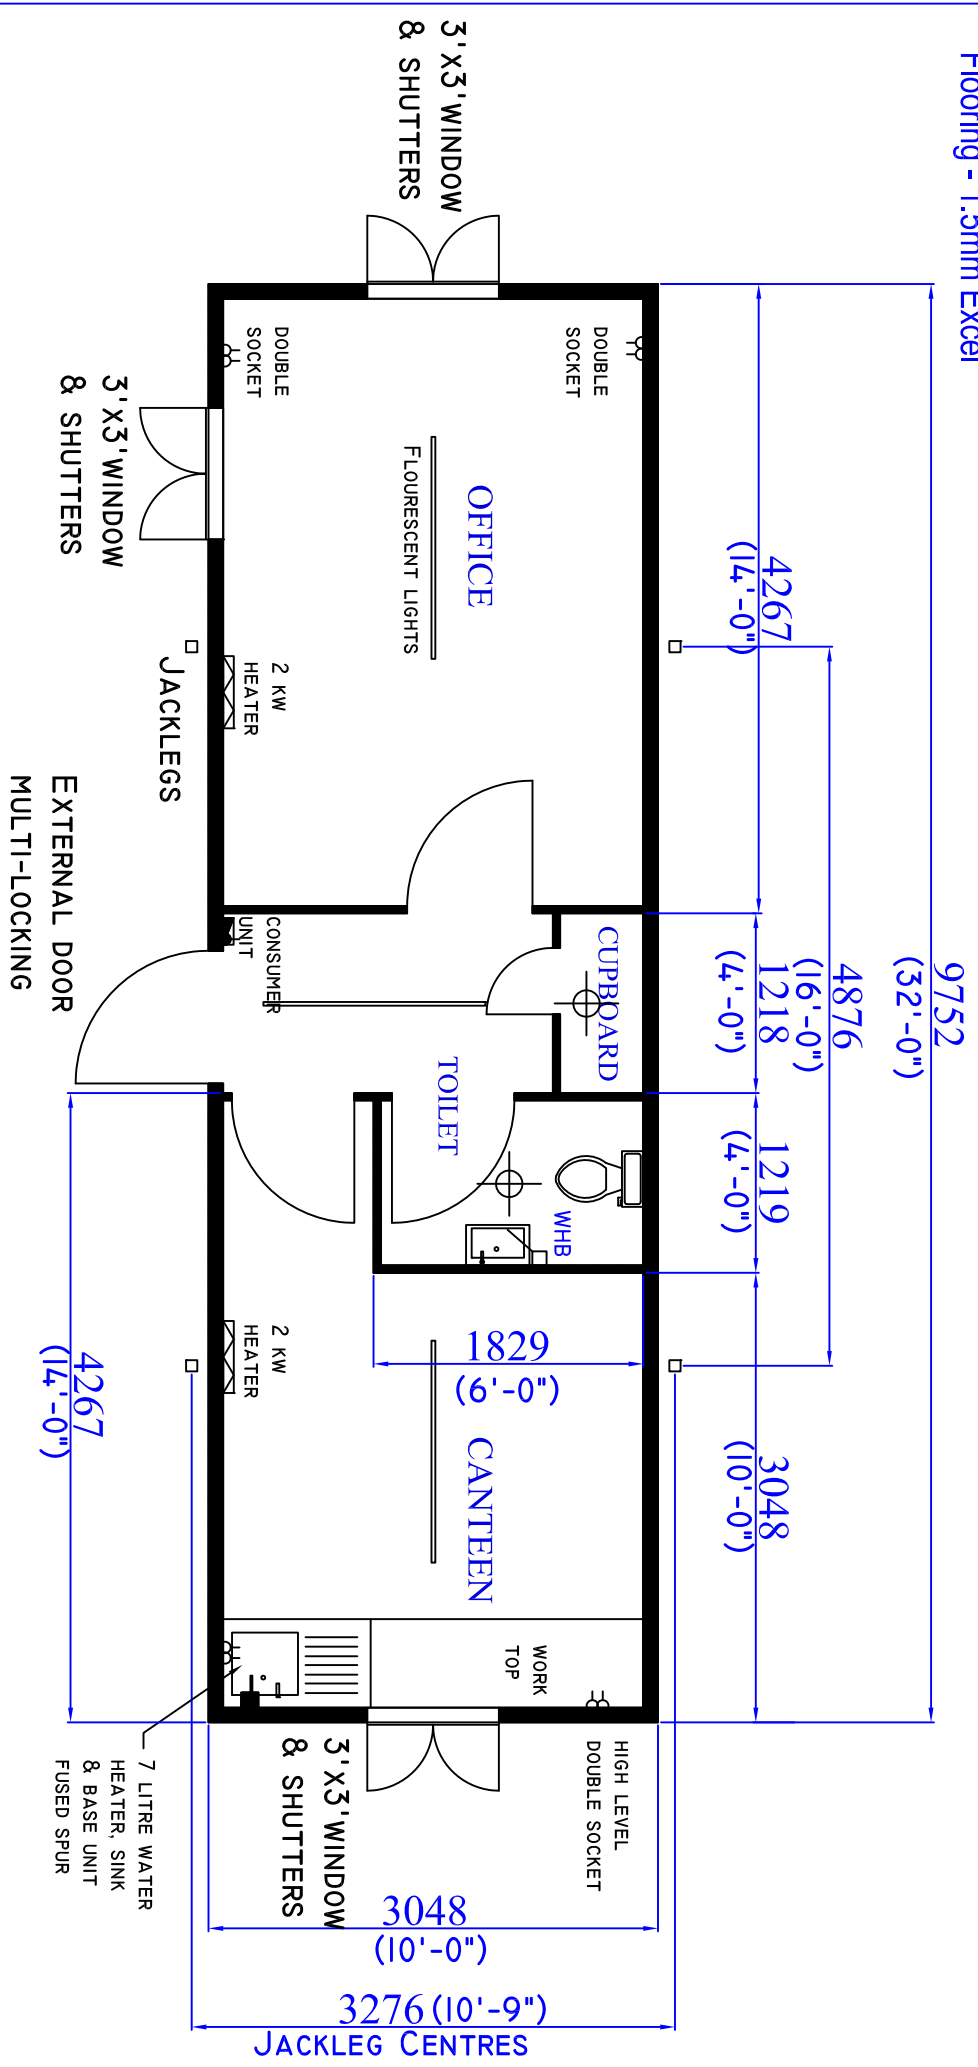 Flooring - 1.5mm Excel
9752
(32'-0")
4876
(16'-0")
4267
(14'-0")
1218
(4'-0")
1219
(4'-0")
3048
(10'-0")
3'X3'WINDOW
& SHUTTERS
DOUBLE
SOCKET
DOUBLE
SOCKET
OFFICE
FLOURESCENT LIGHTS
2 KW
HEATER
3'X3'WINDOW
& SHUTTERS
JACKLEGS
EXTERNAL DOOR
MULTI-LOCKING
CONSUMER
UNIT
CUPBOARD
TOILET
WHB
1829
(6'-0")
2 KW
HEATER
CANTEEN
WORK
TOP
4267
(14'-0")
HIGH LEVEL
DOUBLE SOCKET
3'X3'WINDOW
& SHUTTERS
7 LITRE WATER
HEATER, SINK
& BASE UNIT
FUSED SPUR
3048
(10'-0")
3276 (10'-9")
JACKLEG CENTRES